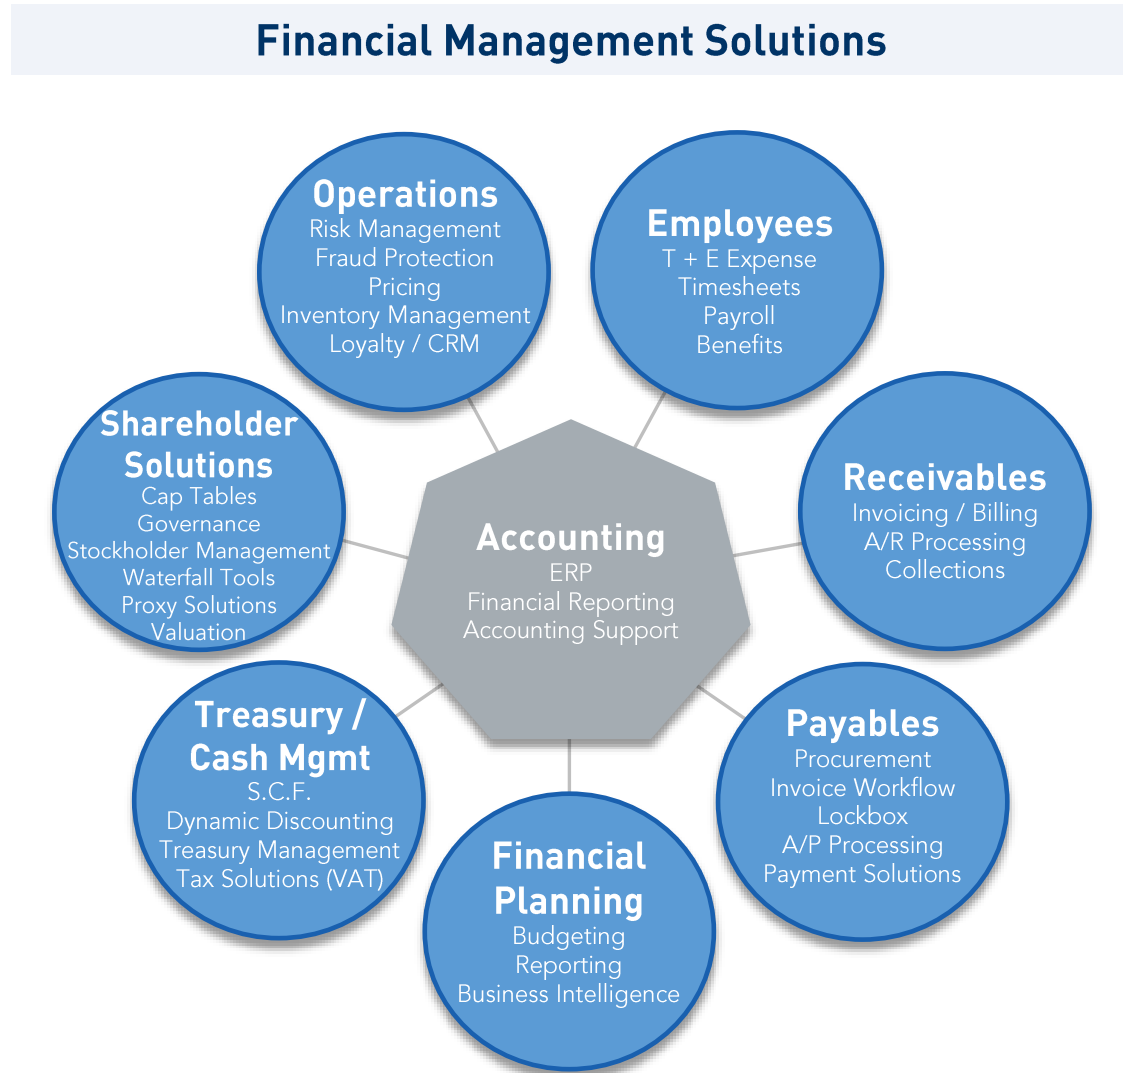 Financial Management Solutions
Operations
Risk Management
Fraud Protection
Pricing
Inventory Management
Loyalty / CRM
Employees
T + E Expense
Timesheets
Payroll
Benefits
Shareholder
Solutions
Cap Tables
Governance
Stockholder Management
Waterfall Tools
Proxy Solutions
Valuation
Accounting
ERP
Financial Reporting
Accounting Support
Receivables
Invoicing / Billing
A/R Processing
Collections
Treasury /
Cash Mgmt
S.C.F.
Dynamic Discounting
Treasury Management
Tax Solutions (VAT)
Financial
Planning
Budgeting
Reporting
Business Intelligence
Payables
Procurement
Invoice Workflow
Lockbox
A/P Processing
Payment Solutions